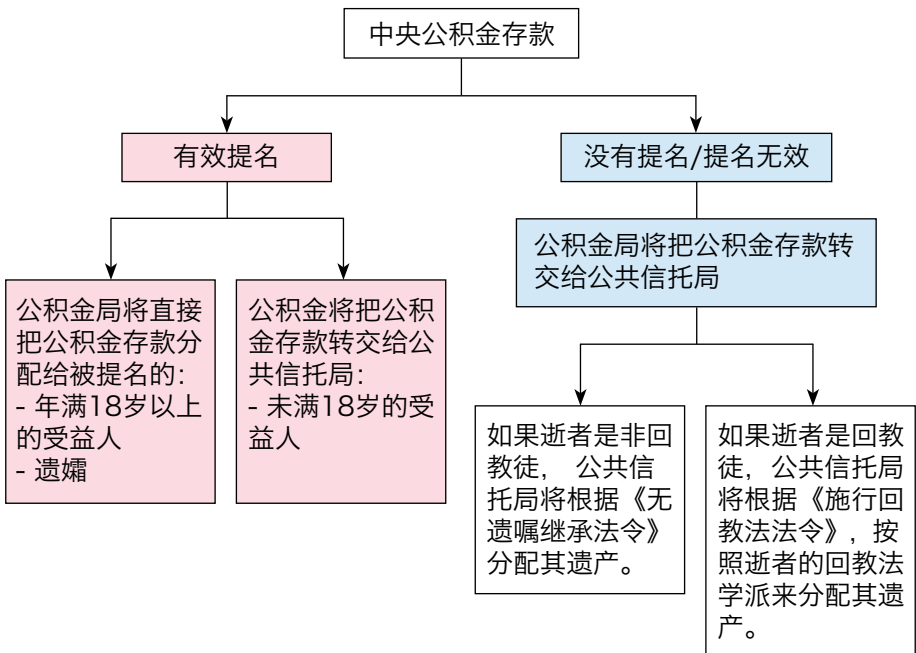 中央公积金存款
有效提名
没有提名/提名无效
公积金局将把公积金存款转
交给公共信托局
公积金局将直接
把公积金存款分
配给被提名的：
- 年满18岁以上
的受益人
- 遗孀
公积金将把公积
金存款转交给公
共信托局：
- 未满18岁的受
益人
如果逝者是非回
教徒， 公共信
托局将根据《无
遗嘱继承法令》
分配其遗产。
如果逝者是回教
徒，公共信托局
将根据《施行回
教法法令》，按
照逝者的回教法
学派来分配其遗
产。